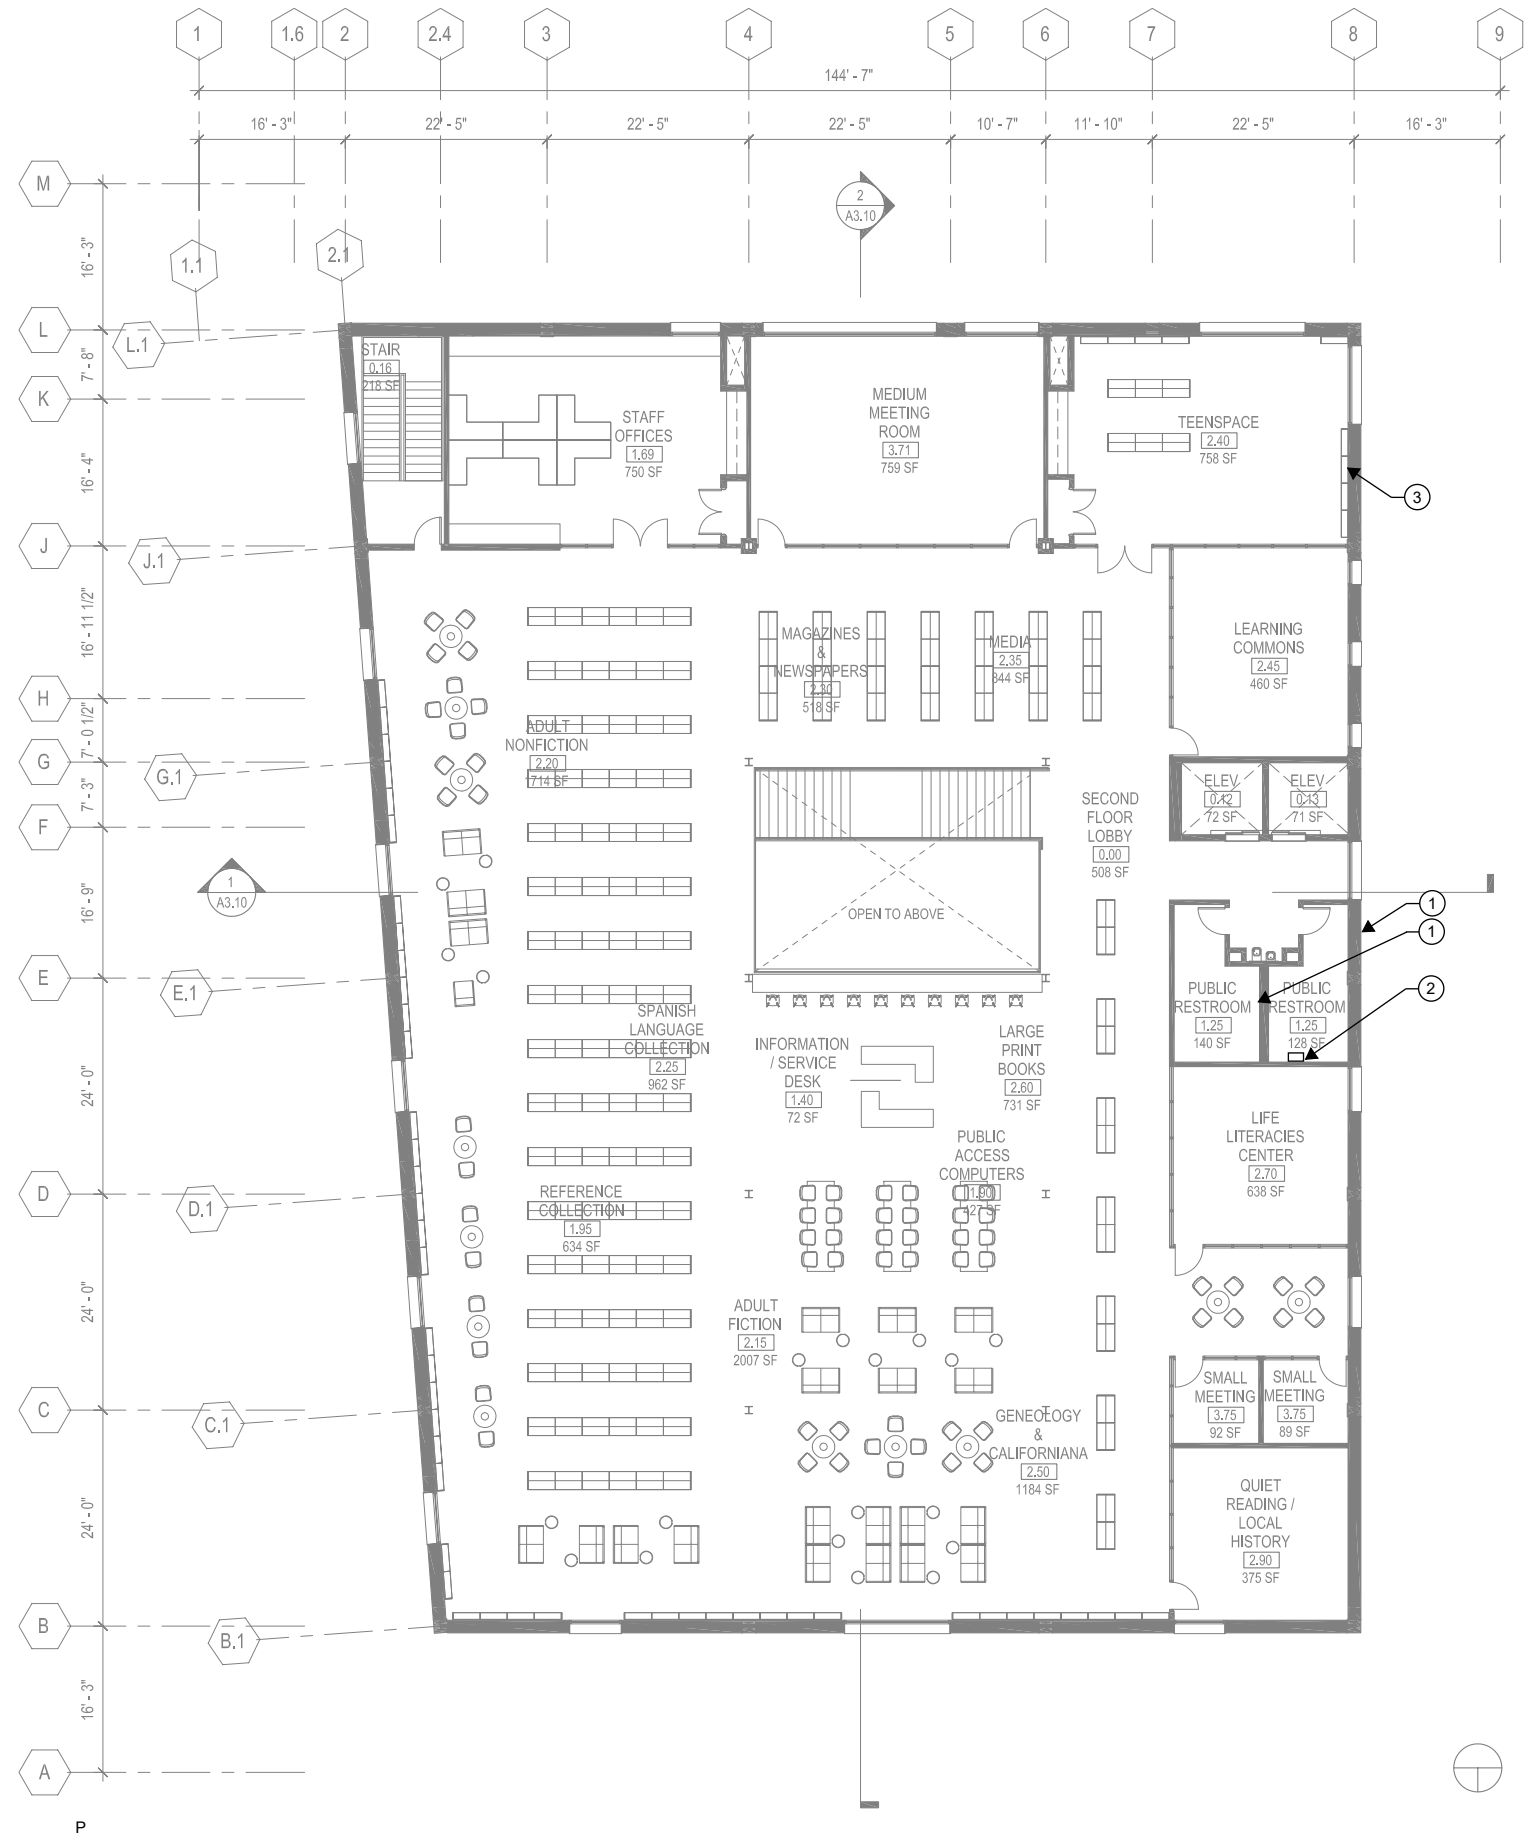 1
1.6
2
2.4
3
4
5
6
7
8
9
144' - 7"
16' - 3"
22' - 5"
22' - 5"
22' - 5"
10' - 7"
11' - 10"
22' - 5"
16' - 3"
M
2
A3.10
16' - 3"
1.1
2.1
L
L.1
7' - 8"
K
16' - 4"
J
J.1
16' - 11 1/2"
H
7' - 0 1/2"
G
G.1
7' - 3"
F
16' - 9"
1
A3.10
E
E.1
24' - 0"
D
D.1
24' - 0"
C
C.1
24' - 0"
B
B.1
16' - 3"
A
P
STAIR
0.16
218 SF
STAFF
OFFICES
1.69
750 SF
MEDIUM
MEETING
ROOM
3.71
759 SF
TEENSPACE
2.40
758 SF
3
MAGAZINES
&
NEWSPAPERS
2.30
518 SF
MEDIA
2.35
844 SF
LEARNING
COMMONS
2.45
460 SF
ADULT
NONFICTION
2.20
1714 SF
ELEV
0.12
72 SF
ELEV
0.13
71 SF
SECOND
FLOOR
LOBBY
0.00
508 SF
OPEN TO ABOVE
1
1
2
PUBLIC
RESTROOM
1.25
140 SF
PUBLIC
RESTROOM
1.25
128 SF
SPANISH
LANGUAGE
COLLECTION
2.25
962 SF
INFORMATION
/ SERVICE
DESK
1.40
72 SF
LARGE
PRINT
BOOKS
2.60
731 SF
PUBLIC
ACCESS
COMPUTERS
1.90
427 SF
LIFE
LITERACIES
CENTER
2.70
638 SF
REFERENCE
COLLECTION
1.95
634 SF
ADULT
FICTION
2.15
2007 SF
SMALL
MEETING
3.75
92 SF
SMALL
MEETING
3.75
89 SF
GENEOLOGY
&
CALIFORNIANA
2.50
1184 SF
QUIET
READING /
LOCAL
HISTORY
2.90
375 SF